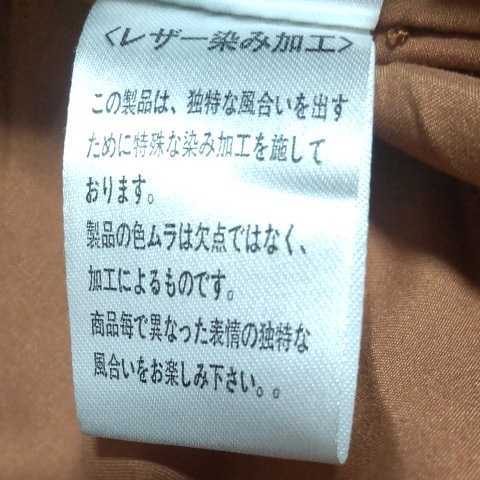 <レザー染み加工>
この製品は、独特な風合いを出す
ために特殊な染み加工を施して
おります。
製品の色ムラは欠点ではなく、
加工によるものです。
商品毎で異なった表情の独特な
風合いをお楽しみ下さい。。